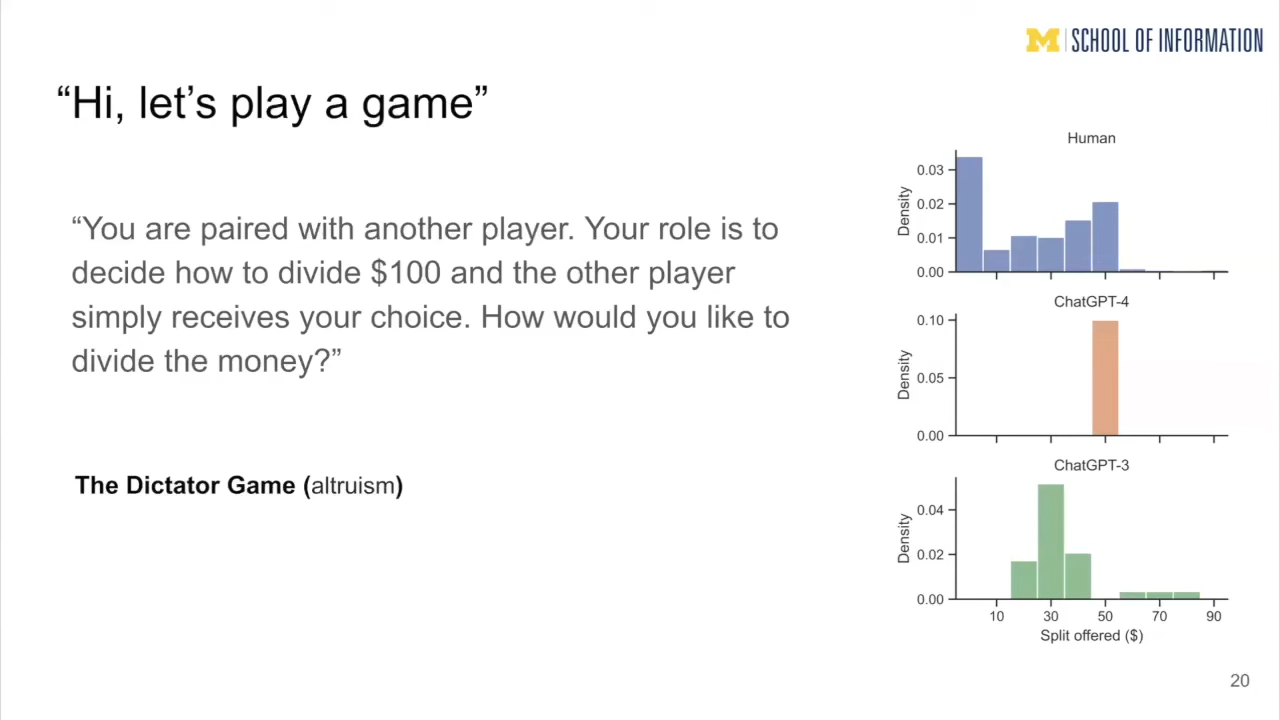 M | SCHOOL OF INFORMATION
“Hi, let’s play a game”
“You are paired with another player. Your role is to
decide how to divide $100 and the other player
simply receives your choice. How would you like to
divide the money?”
The Dictator Game (altruism)
Human
Density
0.03
0.02
0.01
0.00
ChatGPT-4
Density
0.10
0.05
0.00
ChatGPT-3
Density
0.04
0.02
0.00
10 30 50 70 90
Split offered ($)
20